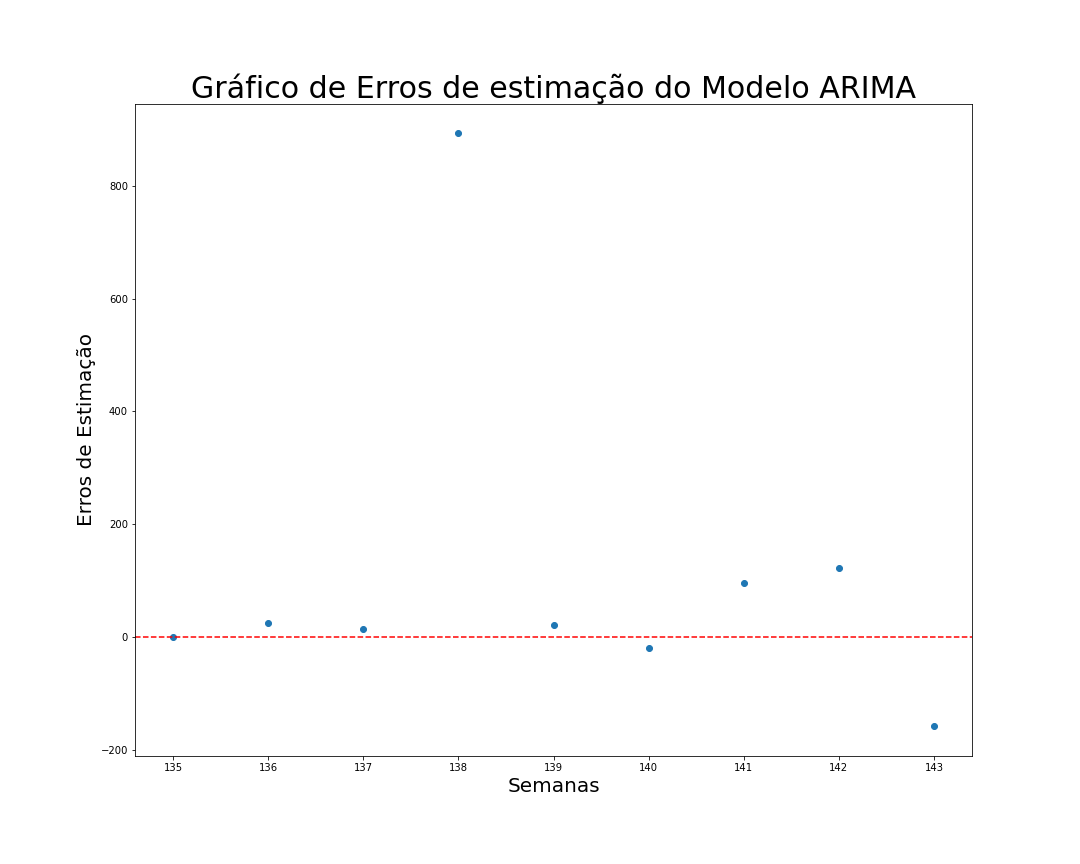 Gráfico de Erros de estimação do Modelo ARIMA
Erros de Estimação
800
600
400
200
0
−200
135 136 137 138 139 140 141 142 143
Semanas